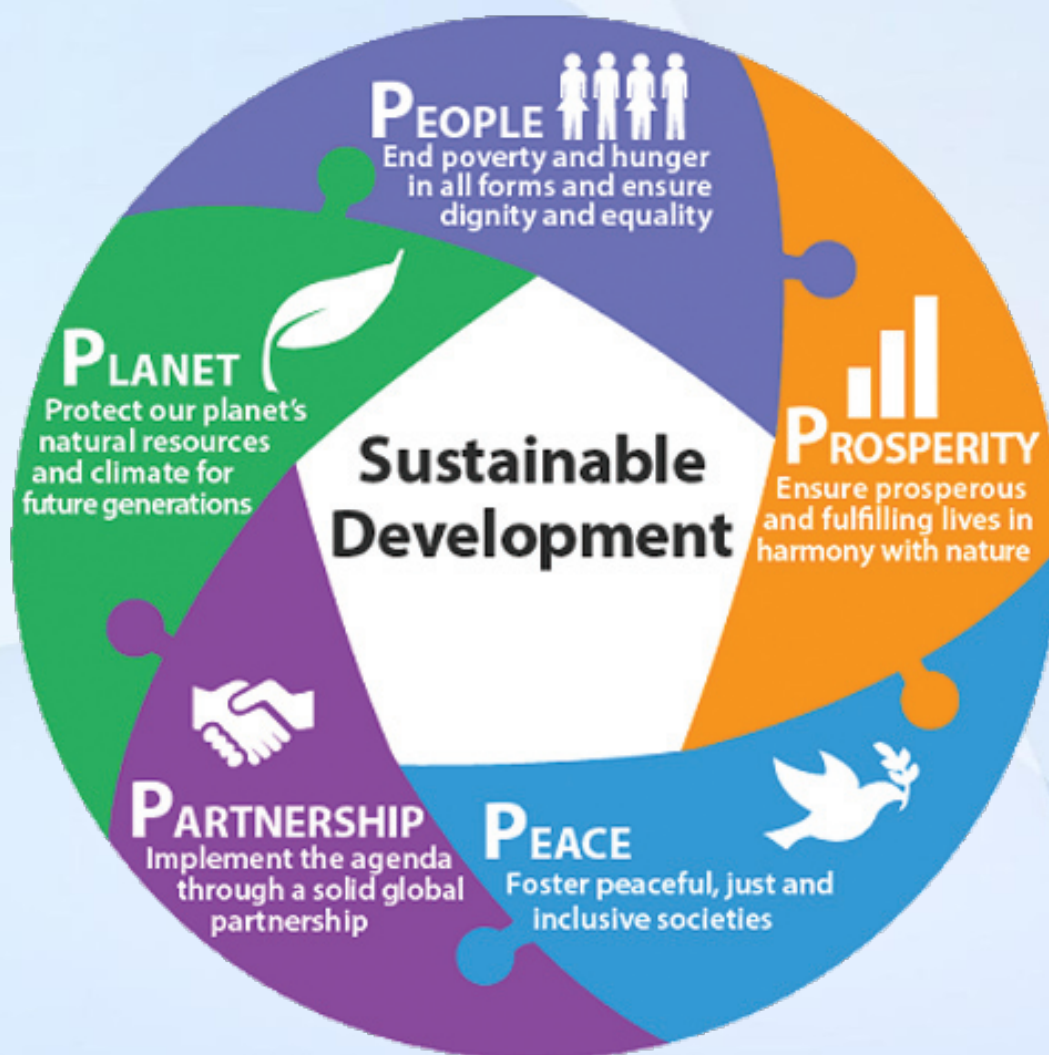 PEOPLE
End poverty and hunger
in all forms and ensure
dignity and equality
PROSPERITY
Ensure prosperous
and fulfilling lives in
harmony with nature
PEACE
Foster peaceful, just and
inclusive societies
PARTNERSHIP
Implement the agenda
through a solid global
partnership
PLANET
Protect our planet's
natural resources
and climate for
future generations
Sustainable
Development